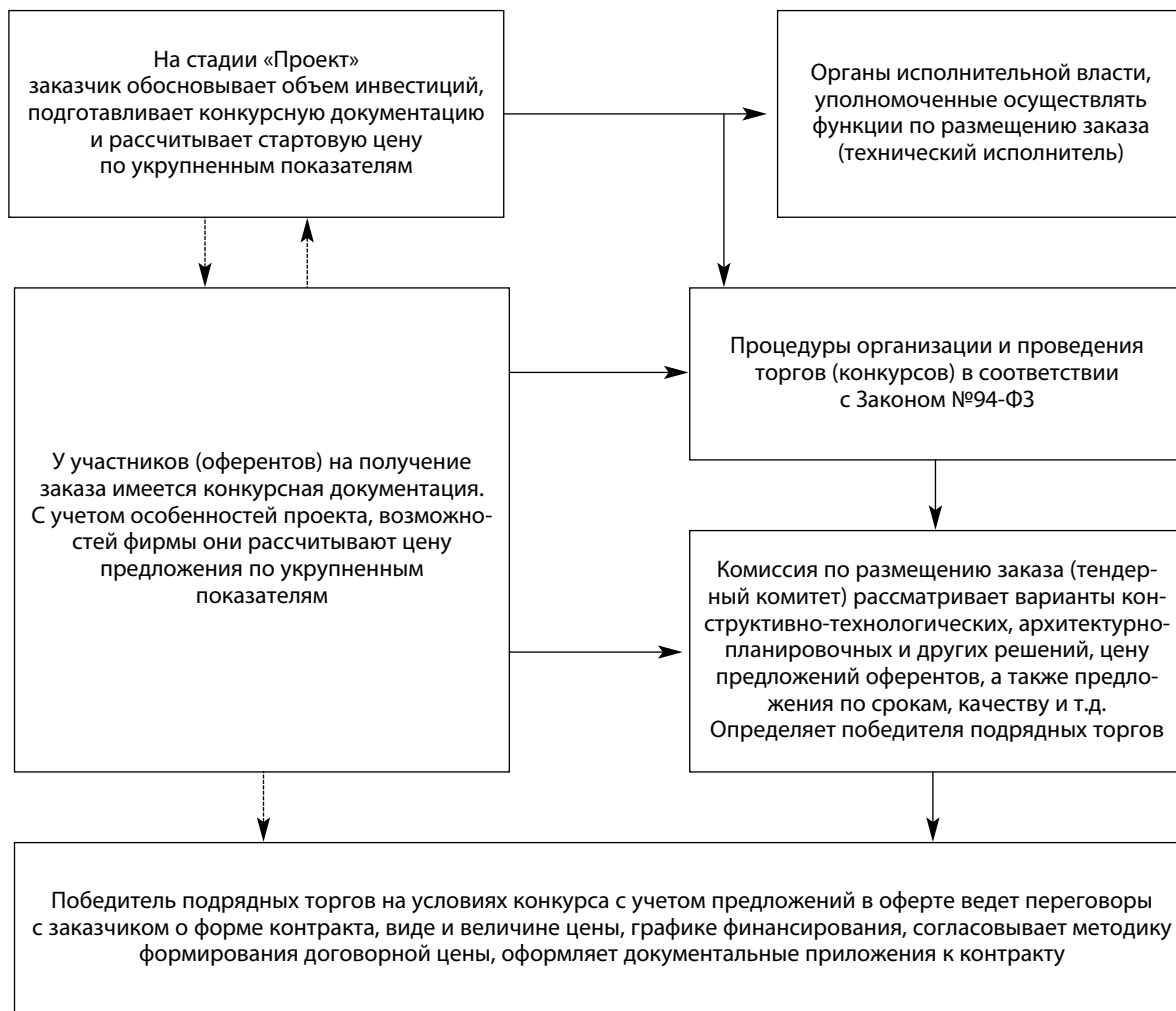 На стадии «Проект»
заказчик обосновывает объем инвестиций,
подготавливает конкурсную документацию
и рассчитывает стартовую цену
по укрупненным показателям
Органы исполнительной власти,
уполномоченные осуществлять
функции по размещению заказа
(технический исполнитель)
Процедуры организации и проведения
торгов (конкурсов) в соответствии
с Законом №94-ФЗ
У участников (оферентов) на получение
заказа имеется конкурсная документация.
С учетом особенностей проекта, возможно-
стей фирмы они рассчитывают цену
предложения по укрупненным
показателям
Комиссия по размещению заказа (тендер-
ный комитет) рассматривает варианты кон-
структивно-технологических, архитектурно-
планировочных и других решений, цену
предложений оферентов, а также предло-
жения по срокам, качеству и т.д.
Определяет победителя подрядных торгов
Победитель подрядных торгов на условиях конкурса с учетом предложений в оферте ведет переговоры
с заказчиком о форме контракта, виде и величине цены, графике финансирования, согласовывает методику
формирования договорной цены, оформляет документальные приложения к контракту